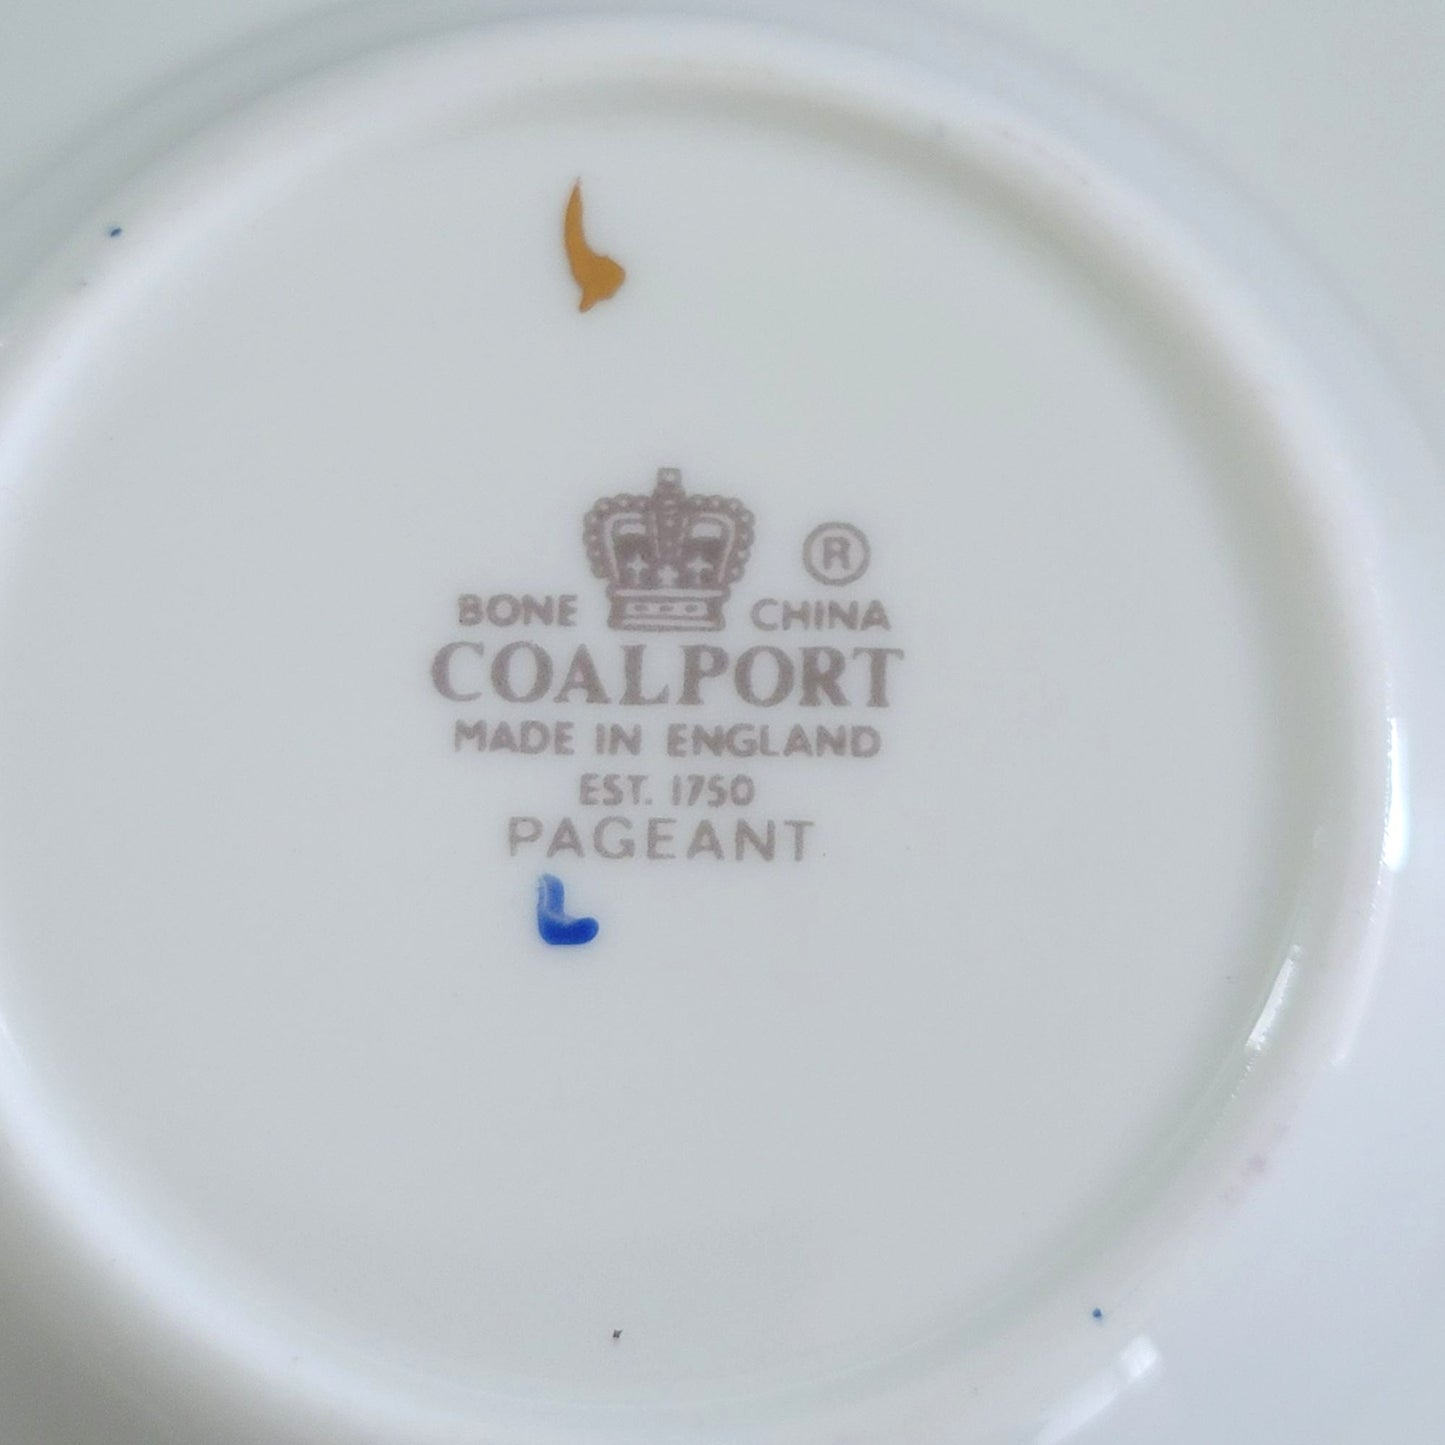 ®
BONE CHINA
COALPORT
MADE IN ENGLAND
EST. 1750
PAGEANT
L